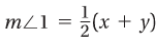 m∠1 = 1/2(x + y)